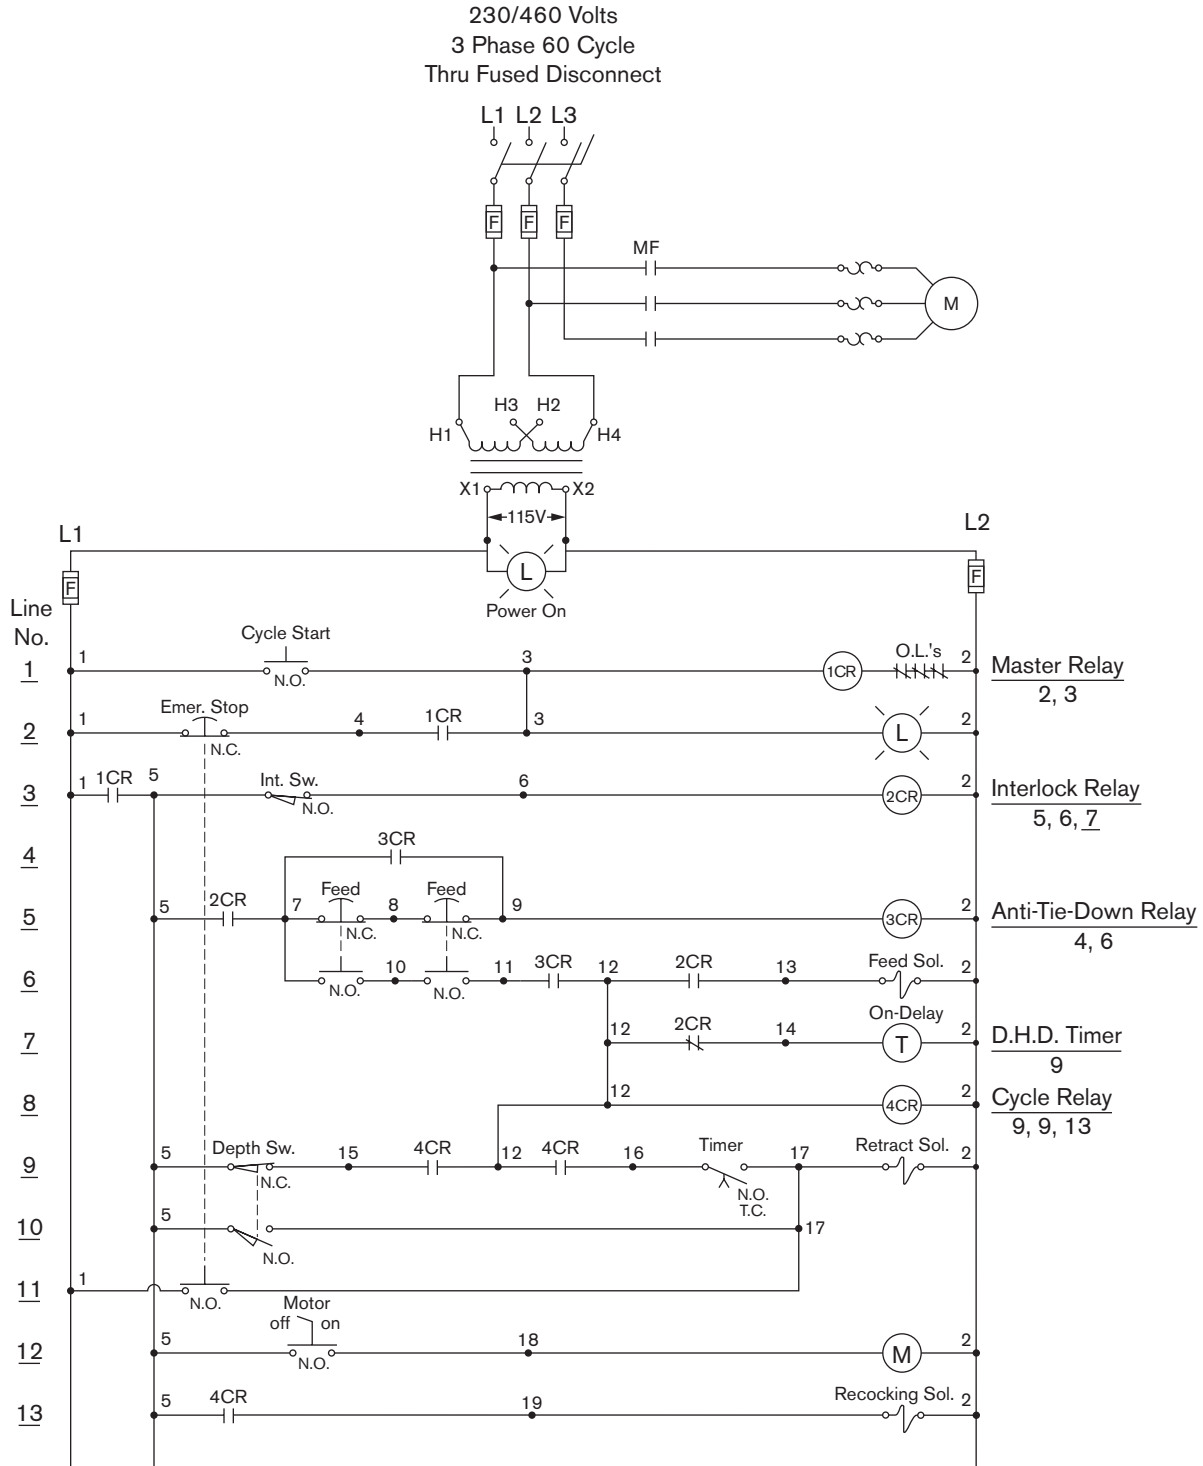 230/460 Volts
3 Phase 60 Cycle
Thru Fused Disconnect
L1 L2 L3
F F F
MF
M
H3 H2
H1 H4
X1 X2
115V
L1 L2
F L F
Power On
Line
No.
Cycle Start
1 1 N.O. 3 1CR O.L.'s 2 Master Relay
2, 3
Emer. Stop
2 1 N.C. 4 1CR 3 L 2
3 1 1CR 5 Int. Sw. N.O. 6 2CR 2 Interlock Relay
5, 6, 7
4 3CR
5 5 2CR 7 Feed N.C. 8 Feed N.C. 9 3CR 2 Anti-Tie-Down Relay
4, 6
6 N.O. 10 N.O. 11 3CR 12 2CR 13 Feed Sol. 2
On-Delay
7 12 2CR 14 T 2 D.H.D. Timer
9
8 12 4CR 2 Cycle Relay
9, 9, 13
9 5 Depth Sw. N.C. 15 4CR 12 4CR 16 Timer N.O. T.C. 17 Retract Sol. 2
10 5 N.O. 17
11 1 N.O.
Motor
off on
12 5 N.O. 18 M 2
13 5 4CR 19 Recocking Sol. 2